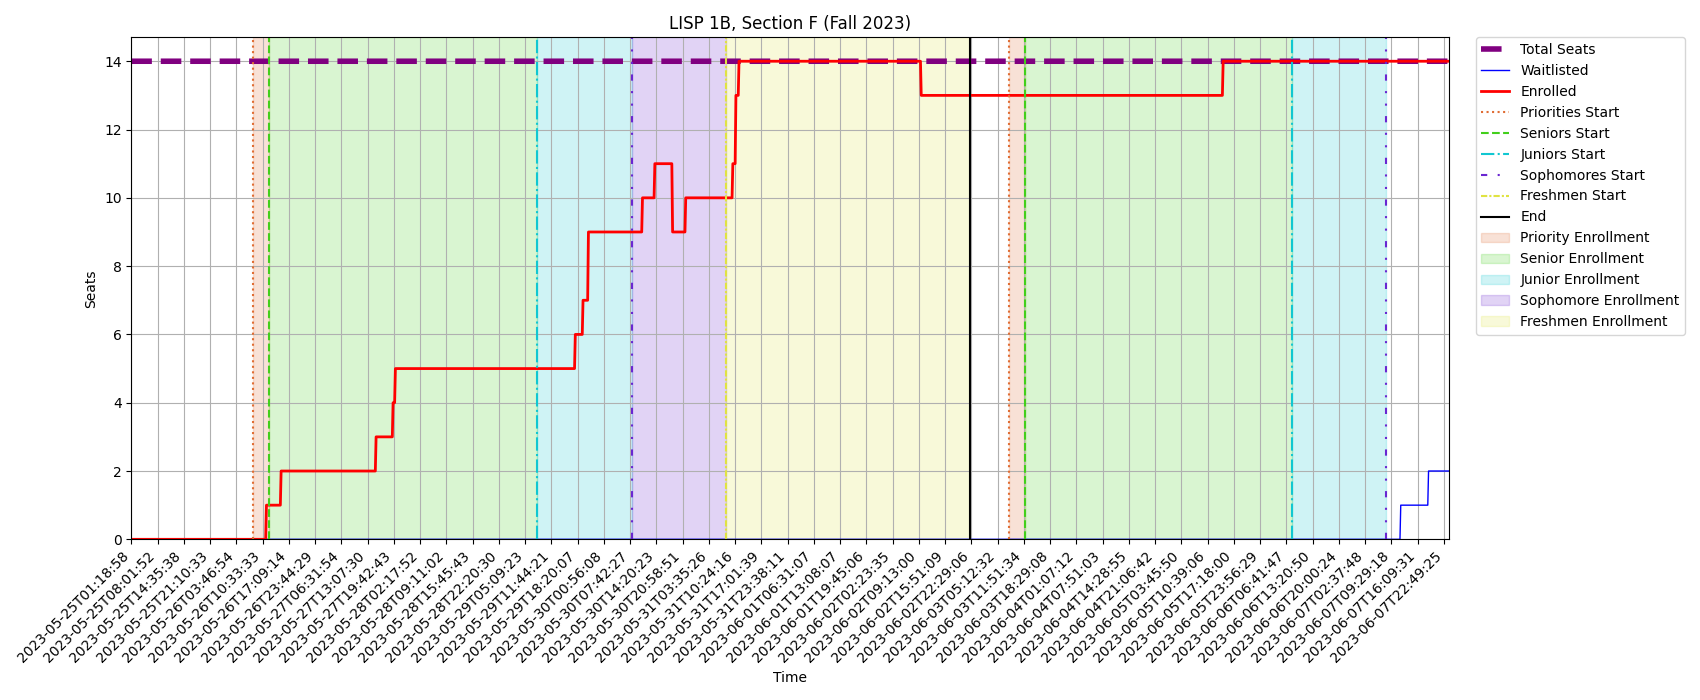 LISP 1B, Section F (Fall 2023)
Seats
14
12
10
8
6
4
2
0
2023-05-25T01:18:58
2023-05-25T08:01:52
2023-05-25T14:35:38
2023-05-25T21:10:33
2023-05-26T03:46:54
2023-05-26T10:33:33
2023-05-26T17:09:14
2023-05-26T23:44:29
2023-05-27T06:31:54
2023-05-27T13:07:30
2023-05-27T19:42:43
2023-05-28T02:17:52
2023-05-28T09:11:02
2023-05-28T15:45:43
2023-05-28T22:20:30
2023-05-29T05:09:23
2023-05-29T11:44:21
2023-05-29T18:20:07
2023-05-30T00:56:08
2023-05-30T07:42:27
2023-05-30T14:20:23
2023-05-30T20:58:51
2023-05-31T03:35:26
2023-05-31T10:24:16
2023-05-31T17:01:39
2023-05-31T23:38:11
2023-06-01T06:31:07
2023-06-01T13:08:07
2023-06-01T19:45:06
2023-06-02T02:23:35
2023-06-02T09:13:00
2023-06-02T15:51:09
2023-06-02T22:29:06
2023-06-03T05:12:32
2023-06-03T11:51:34
2023-06-03T18:29:08
2023-06-04T01:07:12
2023-06-04T07:51:03
2023-06-04T14:28:55
2023-06-04T21:06:42
2023-06-05T03:45:50
2023-06-05T10:39:06
2023-06-05T17:18:00
2023-06-05T23:56:29
2023-06-06T06:41:47
2023-06-06T13:20:50
2023-06-06T20:00:24
2023-06-07T02:37:48
2023-06-07T09:29:18
2023-06-07T16:09:31
2023-06-07T22:49:25
Time
Total Seats
Waitlisted
Enrolled
Priorities Start
Seniors Start
Juniors Start
Sophomores Start
Freshmen Start
End
Priority Enrollment
Senior Enrollment
Junior Enrollment
Sophomore Enrollment
Freshmen Enrollment